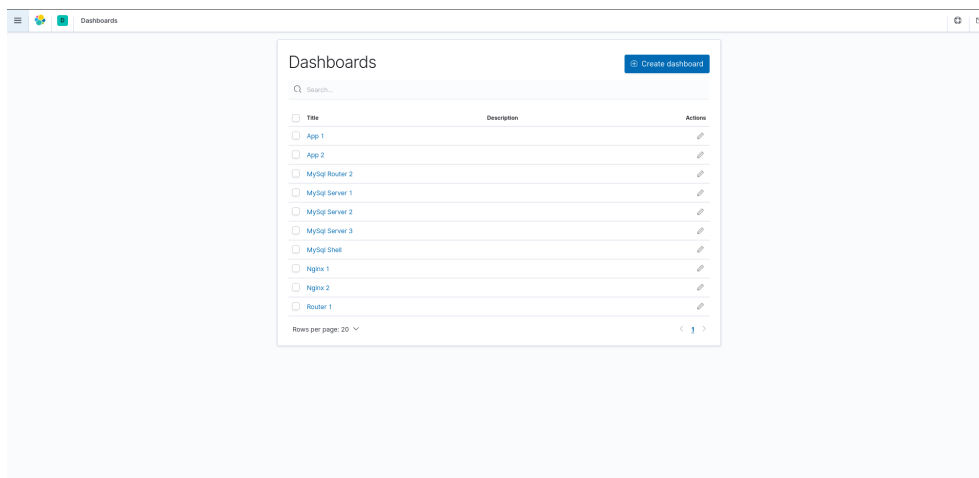 D Dashboards
Dashboards
Create dashboard
Search...
Title Description Actions
App 1
App 2
MySql Router 2
MySql Server 1
MySql Server 2
MySql Server 3
MySql Shell
Nginx 1
Nginx 2
Router 1
Rows per page: 20
1